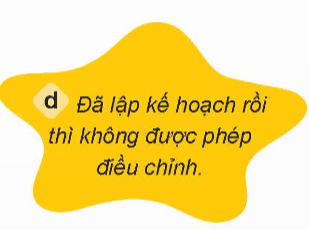 d Đã lập kế hoạch rồi
thì không được phép
điều chỉnh.